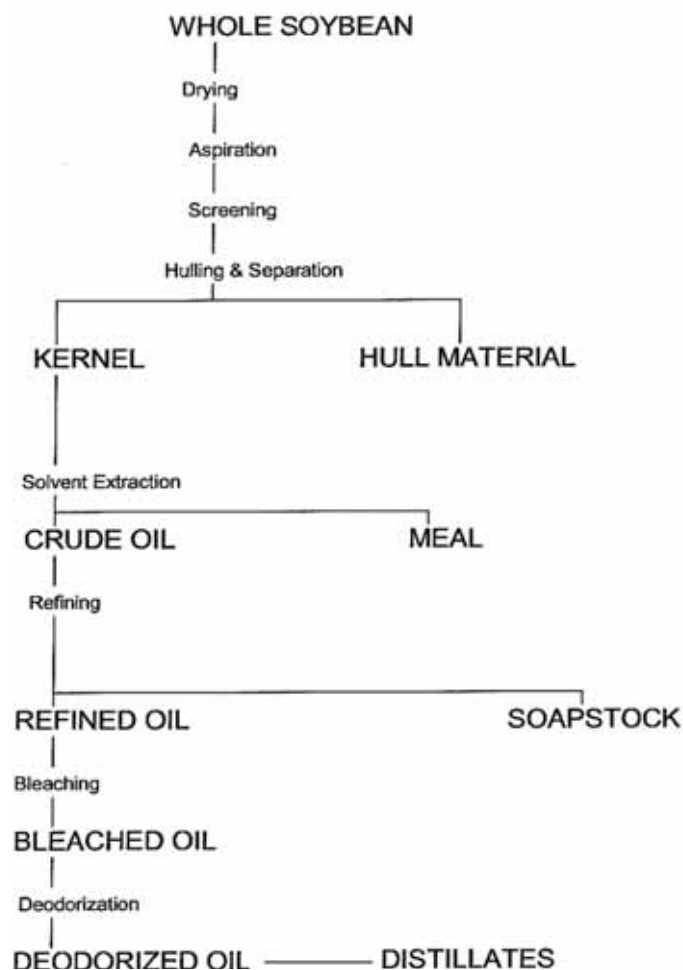 WHOLE SOYBEAN
Drying
Aspiration
Screening
Hulling & Separation
KERNEL HULL MATERIAL
Solvent Extraction
CRUDE OIL MEAL
Refining
REFINED OIL SOAPSTOCK
Bleaching
BLEACHED OIL
Deodorization
DEODORIZED OIL DISTILLATES